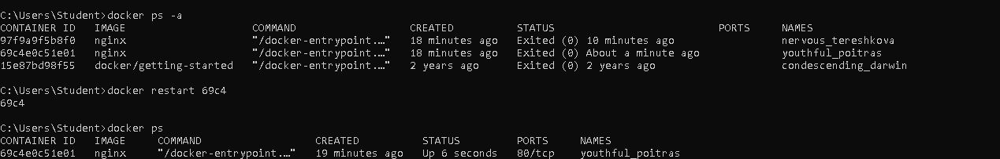 C:\Users\Student>docker ps -a
CONTAINER ID   IMAGE                    COMMAND                  CREATED          STATUS                          PORTS     NAMES
97f9a9f5b8f0   nginx                    "/docker-entrypoint.…"   18 minutes ago   Exited (0) 10 minutes ago                 nervous_tereshkova
69c4e0c51e01   nginx                    "/docker-entrypoint.…"   18 minutes ago   Exited (0) About a minute ago             youthful_poitras
15e87bd98f55   docker/getting-started   "/docker-entrypoint.…"   2 years ago      Exited (0) 2 years ago                    condescending_darwin
C:\Users\Student>docker restart 69c4
69c4
C:\Users\Student>docker ps
CONTAINER ID   IMAGE     COMMAND                  CREATED          STATUS         PORTS     NAMES
69c4e0c51e01   nginx     "/docker-entrypoint.…"   19 minutes ago   Up 6 seconds   80/tcp    youthful_poitras